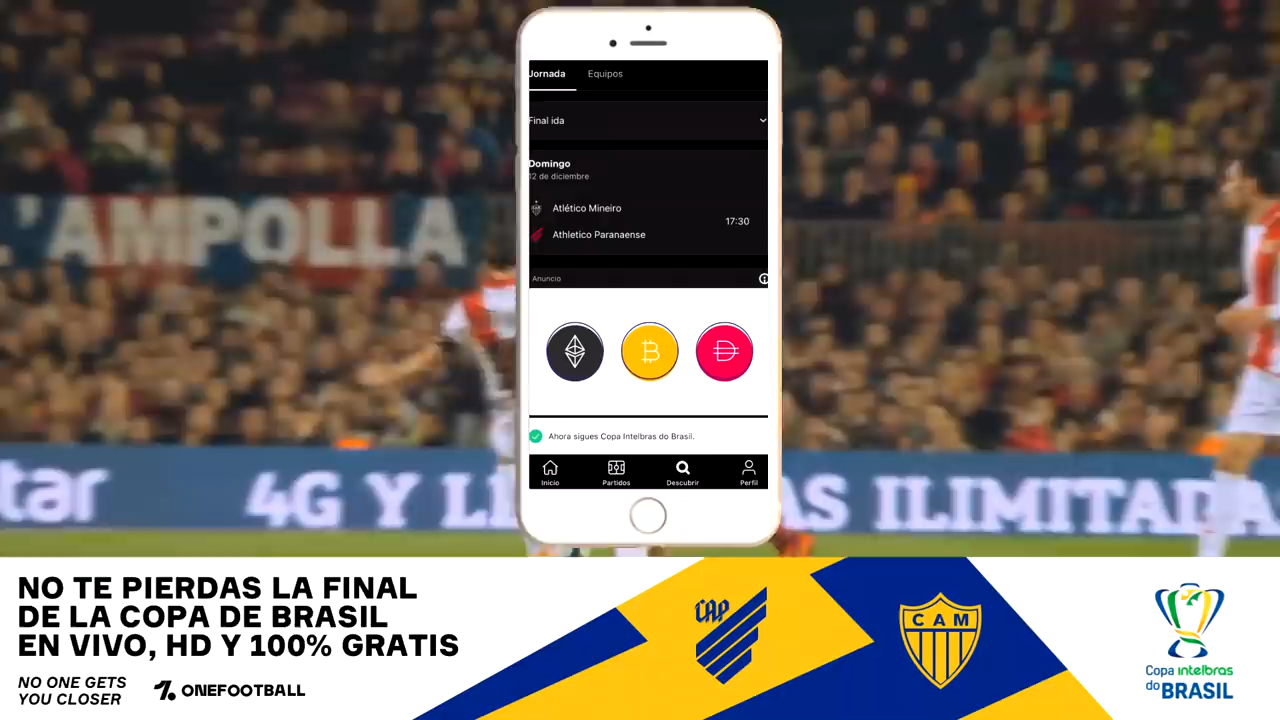 Jornada
Equipos
Final ida
Domingo
12 de diciembre
Atlético Mineiro
17:30
Athletico Paranaense
Anuncio
Ahora sigues Copa Intelbras do Brasil.
Inicio
Partidos
Descubrir
Perfil
L'AMPOLLA
tar
4G Y L
AS ILIMITADA
NO TE PIERDAS LA FINAL
DE LA COPA DE BRASIL
EN VIVO, HD Y 100% GRATIS
NO ONE GETS
YOU CLOSER
ONEFOOTBALL
CAP
CAM
Copa intelbras
do BRASIL